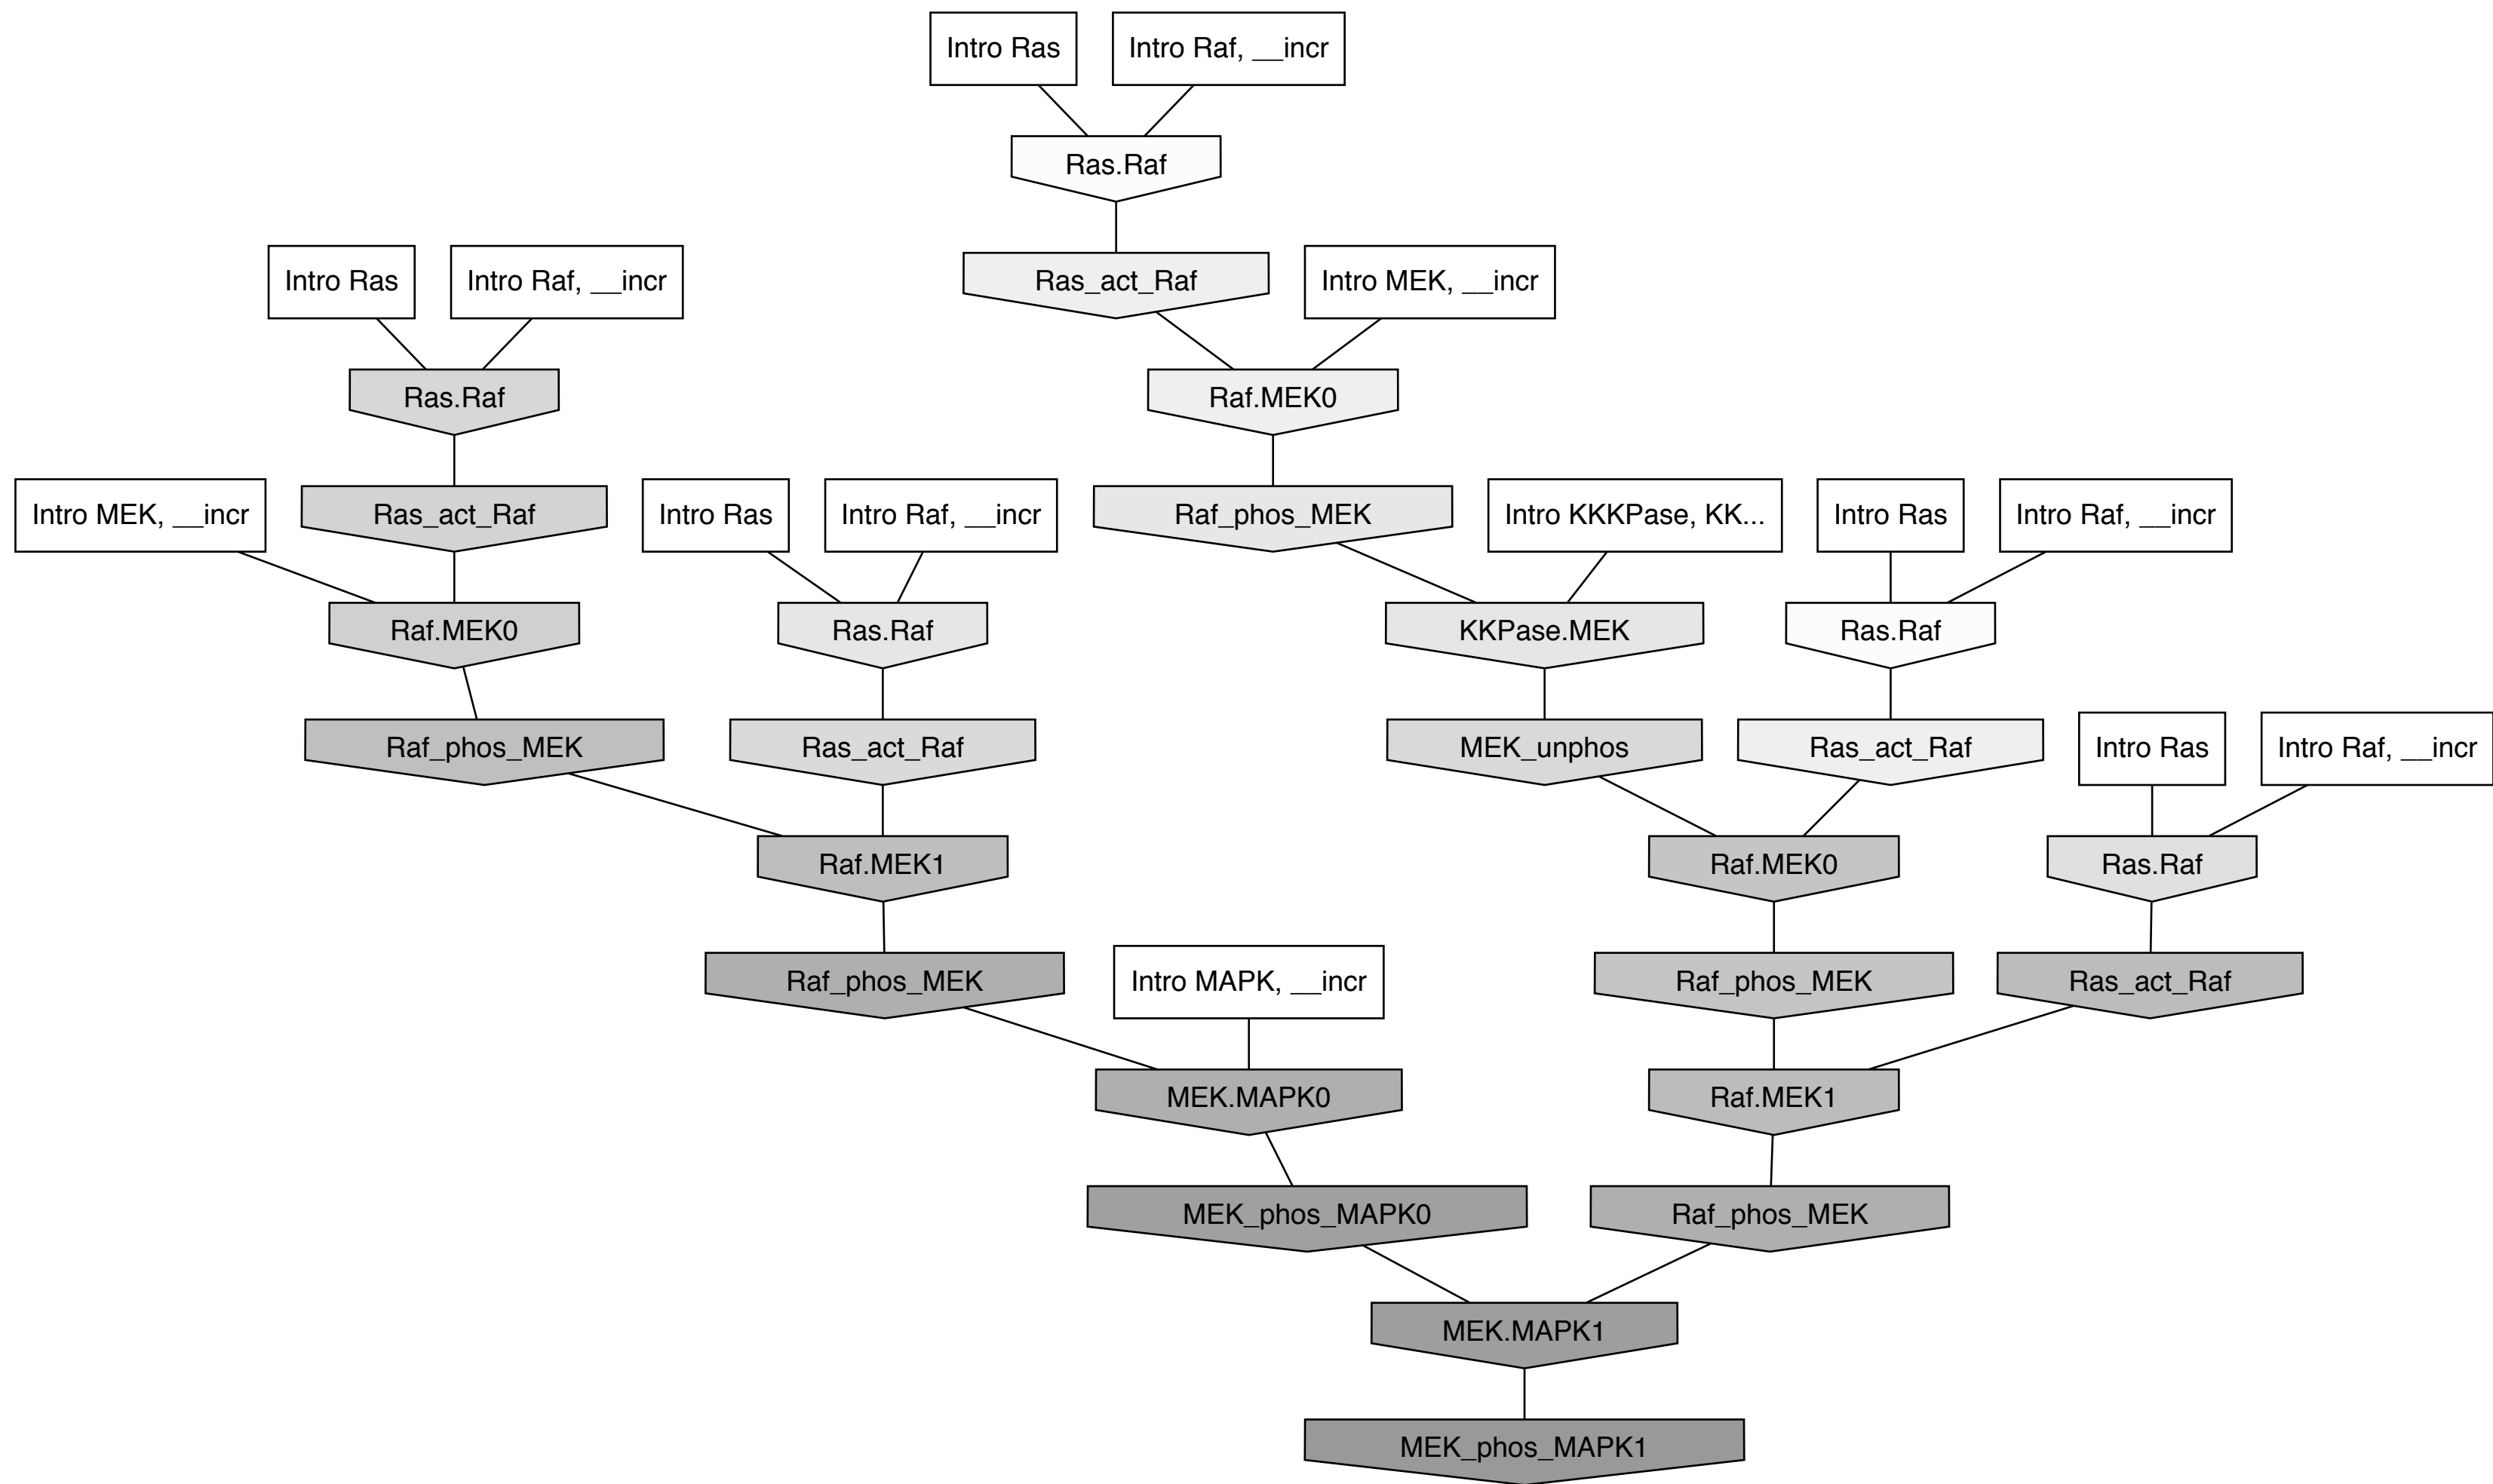 Intro Ras
Intro Raf, __incr
Ras.Raf
Intro Ras
Intro Raf, __incr
Ras_act_Raf
Intro MEK, __incr
Ras.Raf
Raf.MEK0
Intro MEK, __incr
Ras_act_Raf
Intro Ras
Intro Raf, __incr
Raf_phos_MEK
Intro KKKPase, KK...
Intro Ras
Intro Raf, __incr
Raf.MEK0
Ras.Raf
KKPase.MEK
Ras.Raf
Raf_phos_MEK
Ras_act_Raf
MEK_unphos
Ras_act_Raf
Intro Ras
Intro Raf, __incr
Raf.MEK1
Raf.MEK0
Ras.Raf
Raf_phos_MEK
Intro MAPK, __incr
Raf_phos_MEK
Ras_act_Raf
MEK.MAPK0
Raf.MEK1
MEK_phos_MAPK0
Raf_phos_MEK
MEK.MAPK1
MEK_phos_MAPK1